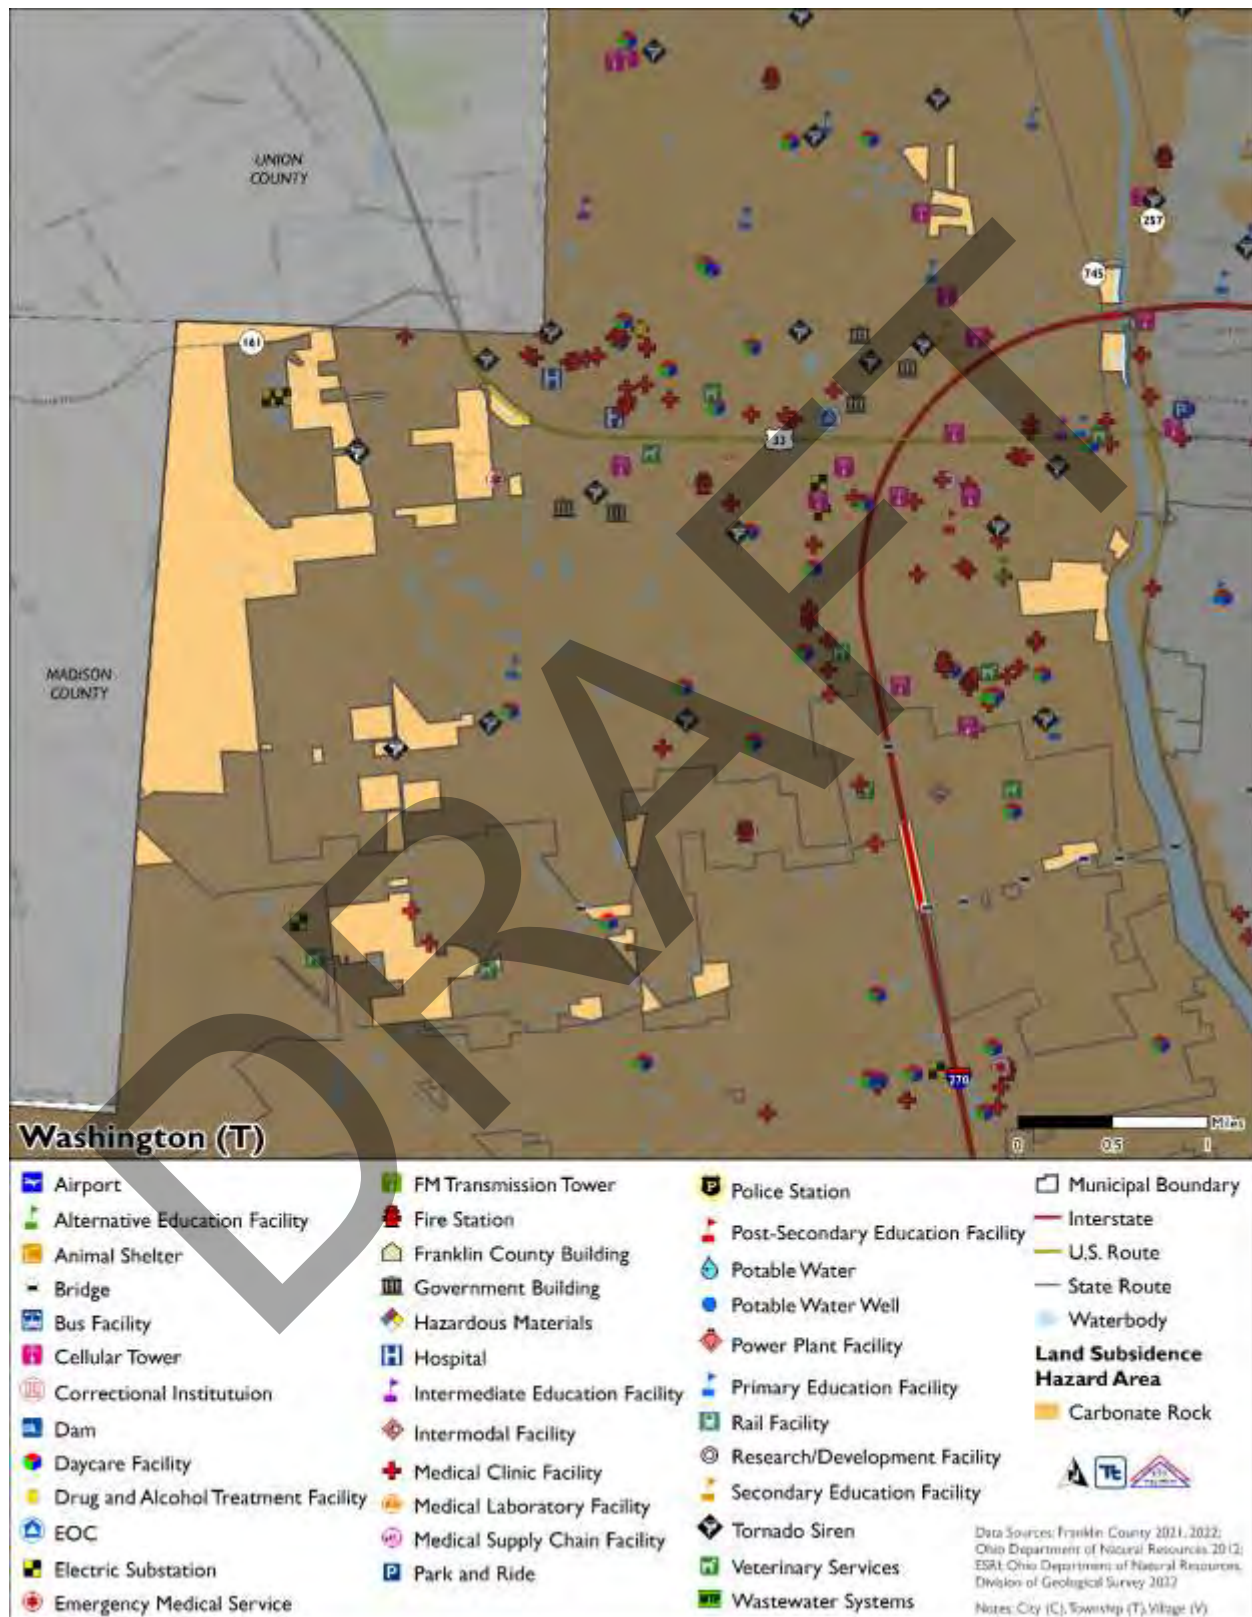 UNION
COUNTY
257
745
161
33
MADISON
COUNTY
DRAFT
270
Washington (T)
Miles
0 0.5 1
Airport
Alternative Education Facility
Animal Shelter
Bridge
Bus Facility
Cellular Tower
Correctional Institutuion
Dam
Daycare Facility
Drug and Alcohol Treatment Facility
EOC
Electric Substation
Emergency Medical Service
FM Transmission Tower
Fire Station
Franklin County Building
Government Building
Hazardous Materials
Hospital
Intermediate Education Facility
Intermodal Facility
Medical Clinic Facility
Medical Laboratory Facility
Medical Supply Chain Facility
Park and Ride
Police Station
Post-Secondary Education Facility
Potable Water
Potable Water Well
Power Plant Facility
Primary Education Facility
Rail Facility
Research/Development Facility
Secondary Education Facility
Tornado Siren
Veterinary Services
Wastewater Systems
Municipal Boundary
Interstate
U.S. Route
State Route
Waterbody
Land Subsidence
Hazard Area
Carbonate Rock
Data Sources: Franklin County 2021, 2022;
Ohio Department of Natural Resources 2012;
ESRI; Ohio Department of Natural Resources
Division of Geological Survey 2022
Notes: City (C), Township (T), Village (V)